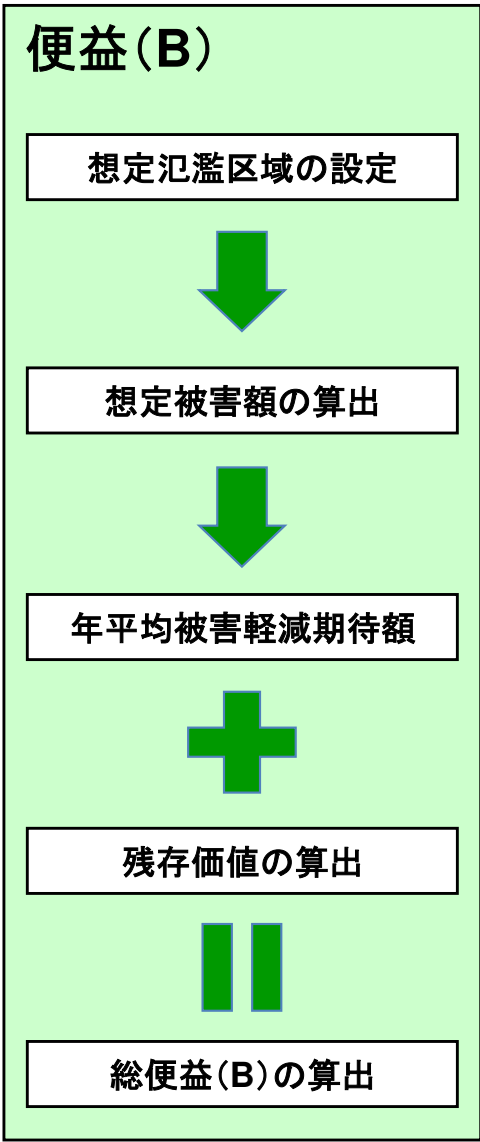 便益(B)
想定氾濫区域の設定
想定被害額の算出
年平均被害軽減期待額
残存価値の算出
総便益(B)の算出